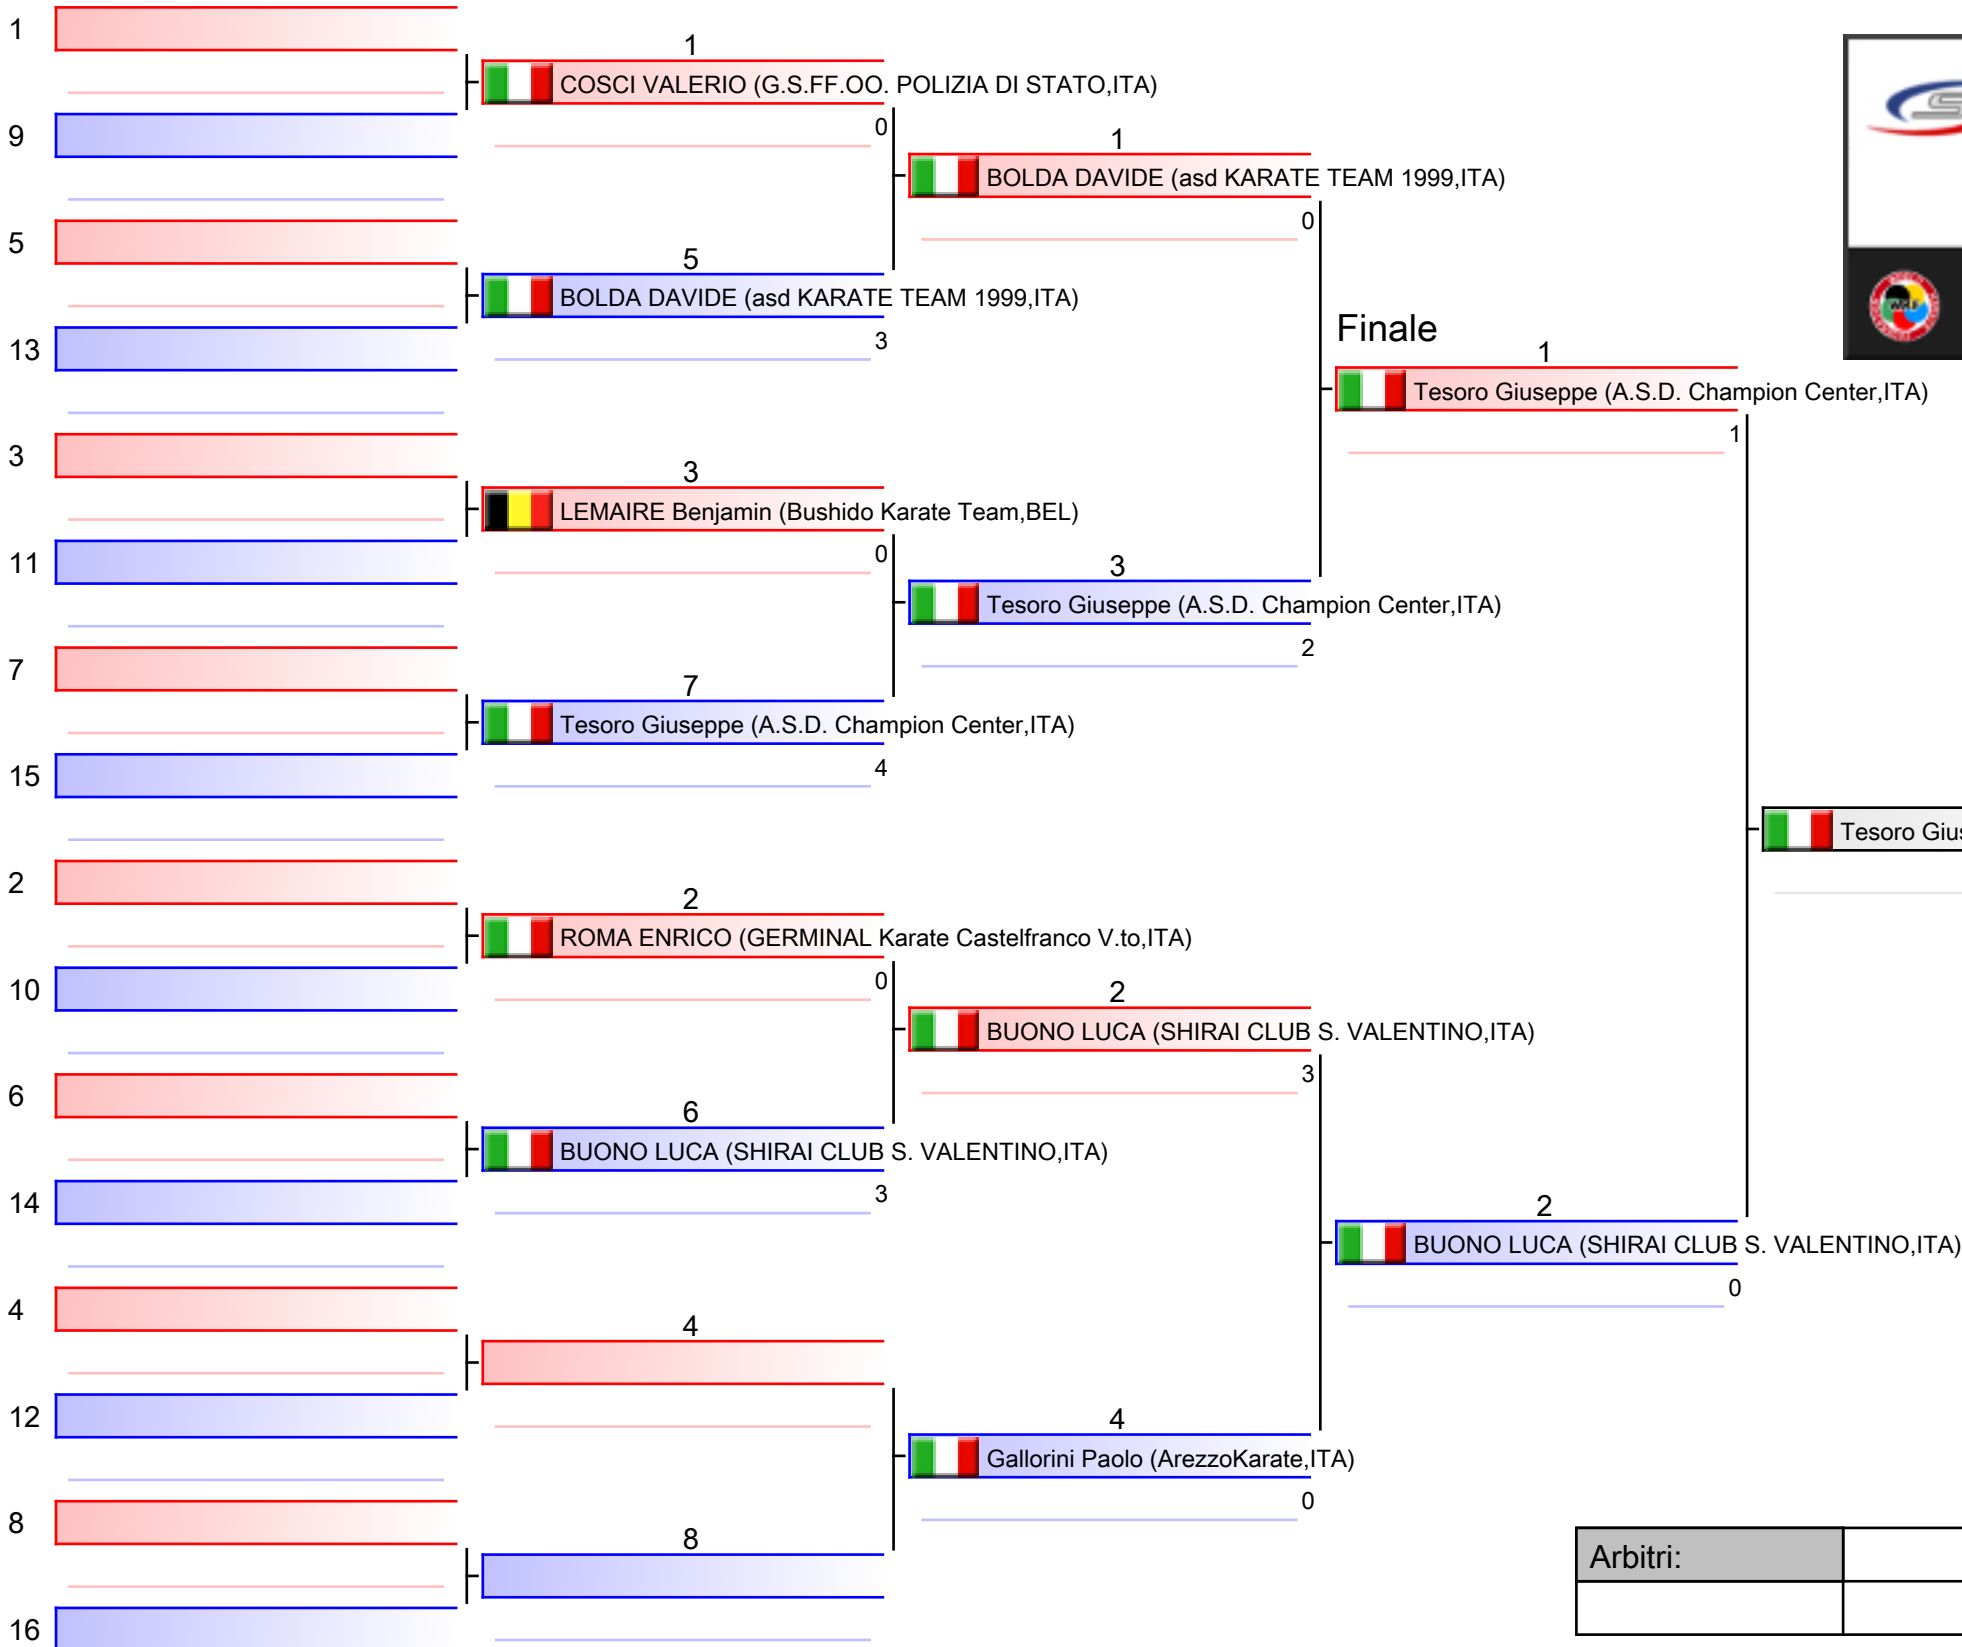 1
9
5
13
3
11
7
15
2
10
6
14
4
12
8
16
1
COSCI VALERIO (G.S.FF.OO. POLIZIA DI STATO,ITA)
0
5
BOLDA DAVIDE (asd KARATE TEAM 1999,ITA)
3
3
LEMAIRE Benjamin (Bushido Karate Team,BEL)
0
7
Tesoro Giuseppe (A.S.D. Champion Center,ITA)
4
2
ROMA ENRICO (GERMINAL Karate Castelfranco V.to,ITA)
0
6
BUONO LUCA (SHIRAI CLUB S. VALENTINO,ITA)
3
4
8
1
BOLDA DAVIDE (asd KARATE TEAM 1999,ITA)
0
3
Tesoro Giuseppe (A.S.D. Champion Center,ITA)
2
2
BUONO LUCA (SHIRAI CLUB S. VALENTINO,ITA)
3
4
Gallorini Paolo (ArezzoKarate,ITA)
0
Finale
1
Tesoro Giuseppe (A.S.D. Champion Center,ITA)
1
2
BUONO LUCA (SHIRAI CLUB S. VALENTINO,ITA)
0
Tesoro
Arbitri: